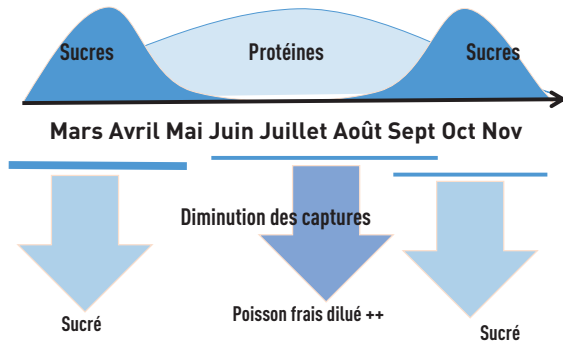 Sucres Protéines Sucres
Mars Avril Mai Juin Juillet Août Sept Oct Nov
Diminution des captures
Sucré Poisson frais dilué ++ Sucré